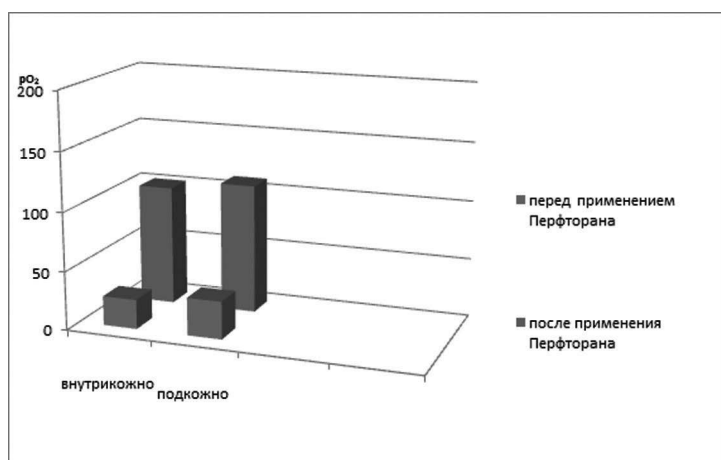 pO₂
200
150
100
50
0
внутрикожно
подкожно
перед применением
Перфторана
после применения
Перфторана